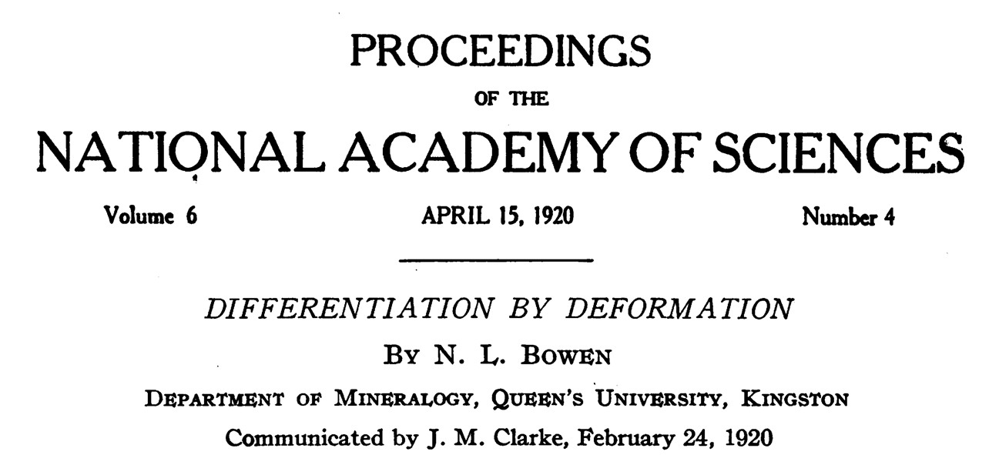 PROCEEDINGS
OF THE
NATIONAL ACADEMY OF SCIENCES
Volume 6 APRIL 15, 1920 Number 4
DIFFERENTIATION BY DEFORMATION
By N. L. Bowen
Department of Mineralogy, Queen's University, Kingston
Communicated by J. M. Clarke, February 24, 1920